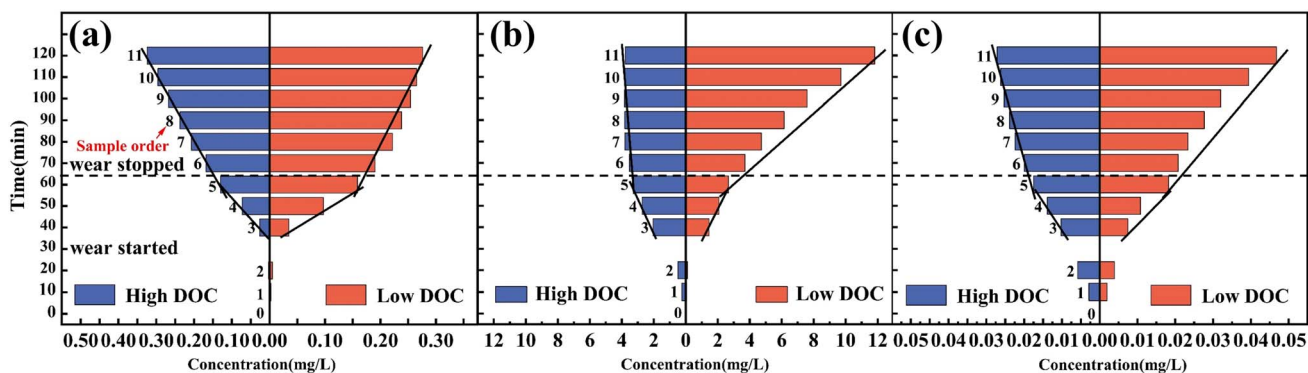 (a)
(b)
(c)
Time(min)
120
110
100
90
80
70
60
50
40
30
20
10
0
11
10
9
8
7
6
5
4
3
2
1
0
Sample order
wear stopped
wear started
High DOC
Low DOC
0.50 0.40 0.30 0.20 0.10 0.00 0.10 0.20 0.30
Concentration(mg/L)
11
10
9
8
7
6
5
4
3
2
1
0
High DOC
Low DOC
12 10 8 6 4 2 0 2 4 6 8 10 12
Concentration(mg/L)
11
10
9
8
7
6
5
4
3
2
1
0
High DOC
Low DOC
0.05 0.04 0.03 0.02 0.01 0.00 0.01 0.02 0.03 0.04 0.05
Concentration(mg/L)